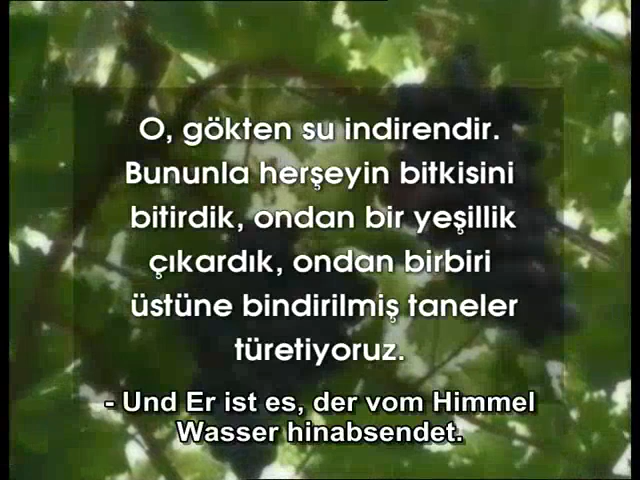 O, gökten su indirendir.
Bununla herşeyin bitkisini
bitirdik, ondan bir yeşillik
çıkardık, ondan birbiri
üstüne bindirilmiş taneler
türetiyoruz.
- Und Er ist es, der vom Himmel
Wasser hinabsendet.